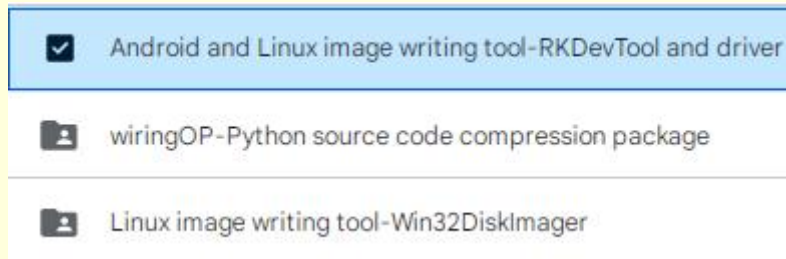 Android and Linux image writing tool-RKDevTool and driver
wiringOP-Python source code compression package
Linux image writing tool-Win32DiskImager